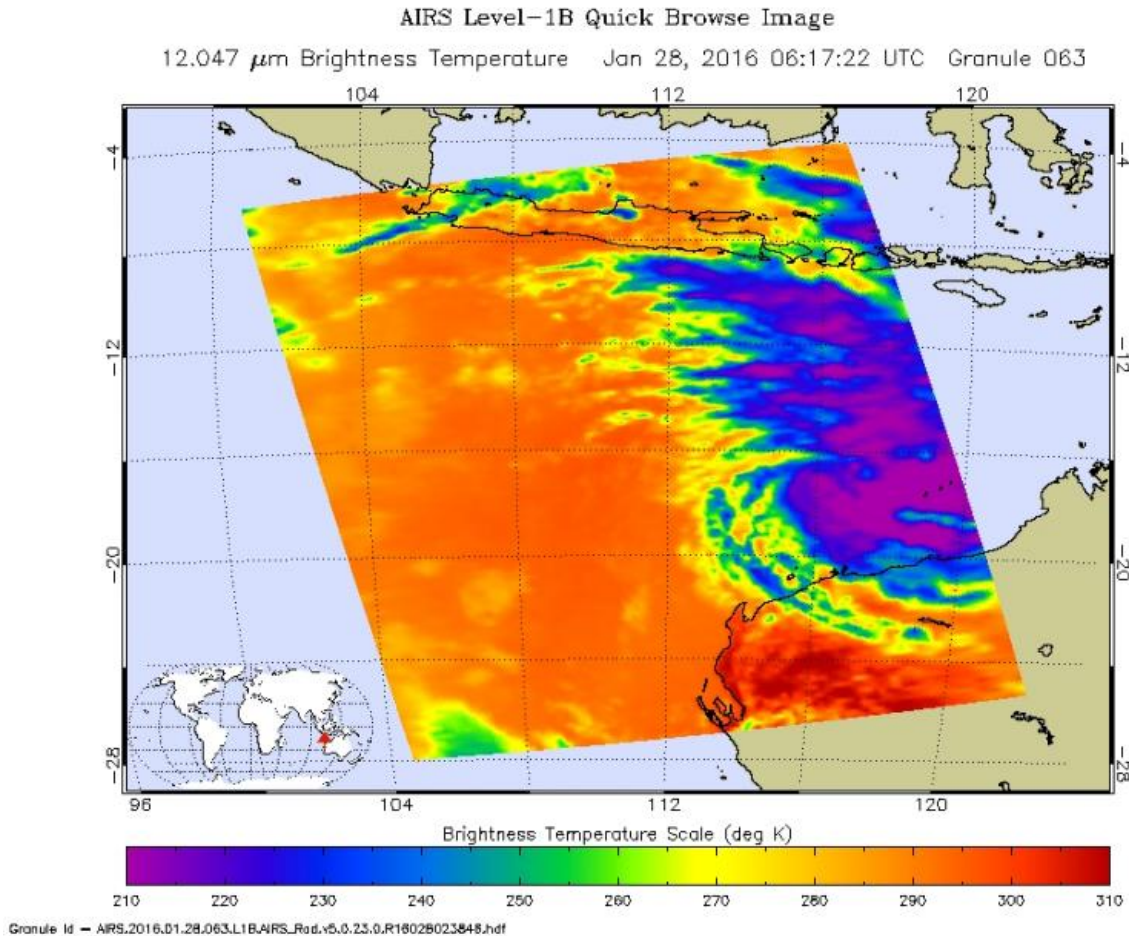 AIRS Level-1B Quick Browse Image
12.047 μm Brightness Temperature Jan 28, 2016 06:17:22 UTC Granule 063
104 112 120
-4 -4
-12 -12
-20 -20
-28 -28
96 104 112 120
Brightness Temperature Scale (deg K)
210 220 230 240 250 260 270 280 290 300 310
Granule Id - AIRS.2016.01.28.063.L1B.AIRS_Rad.v5.0.23.0.R16028023846.hdf